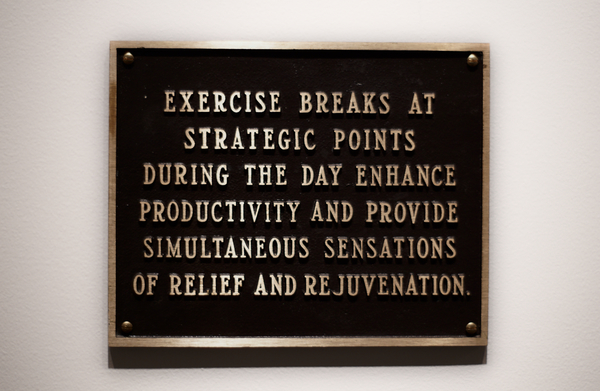 EXERCISE BREAKS AT
STRATEGIC POINTS
DURING THE DAY ENHANCE
PRODUCTIVITY AND PROVIDE
SIMULTANEOUS SENSATIONS
OF RELIEF AND REJUVENATION.